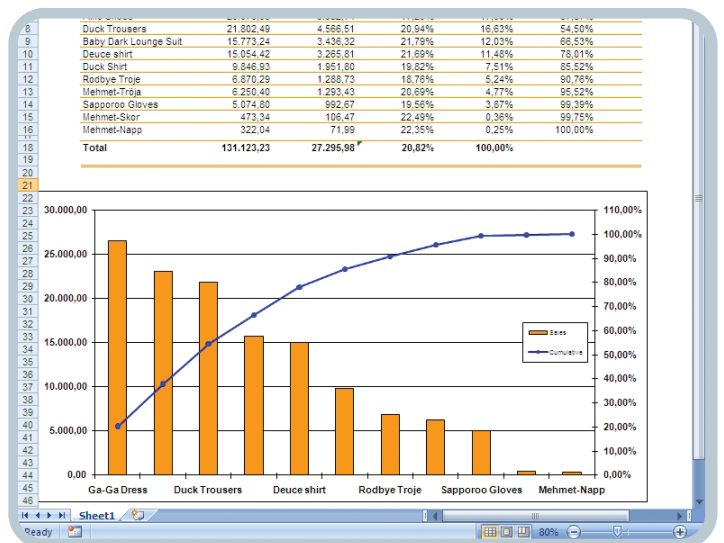 8 Duck Trousers 21.802,49 4.566,51 20,94% 16,63% 54,50%
9 Baby Dark Lounge Suit 15.773,24 3.436,32 21,79% 12,03% 66,53%
10 Deuce shirt 15.054,42 3.265,81 21,69% 11,48% 78,01%
11 Duck Shirt 9.846,93 1.951,80 19,82% 7,51% 85,52%
12 Rodbye Troje 6.870,29 1.288,73 18,76% 5,24% 90,76%
13 Mehmet-Tröja 6.250,40 1.293,43 20,69% 4,77% 95,52%
14 Sapporoo Gloves 5.074,80 992,67 19,56% 3,87% 99,39%
15 Mehmet-Skor 473,34 106,47 22,49% 0,36% 99,75%
16 Mehmet-Napp 322,04 71,99 22,35% 0,25% 100,00%
18 Total 131.123,23 27.295,98 20,82% 100,00%
19
20
21
22
23 30.000,00 110,00%
24
25 100,00%
26
27 25.000,00 90,00%
28
29 80,00%
30 20.000,00
31 70,00%
32
33 60,00%
Sales
34 15.000,00
Cumulative
35 50,00%
36
37 10.000,00 40,00%
38
39 30,00%
40 5.000,00 20,00%
41
42 10,00%
43
44 0,00 0,00%
45 Ga-Ga Dress Duck Trousers Deuce shirt Rodbye Troje Sapporoo Gloves Mehmet-Napp
46
Sheet1
Ready 80%